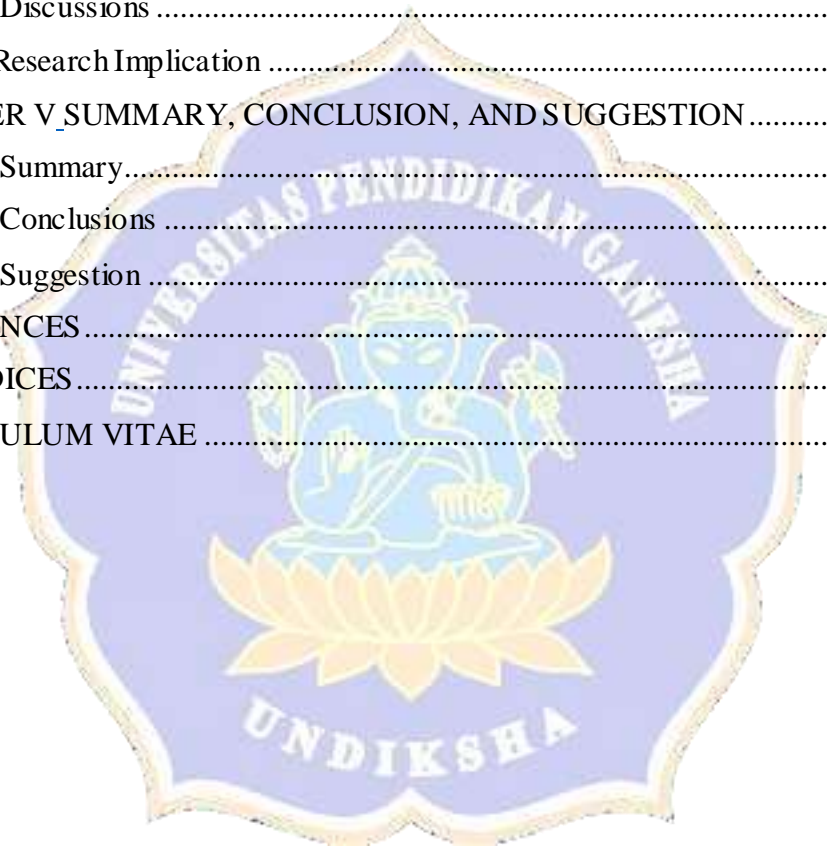 Discussions ..........................................................................................
Research Implication ..........................................................................
ER V SUMMARY, CONCLUSION, AND SUGGESTION ..........
Summary..............................................................................................
Conclusions .........................................................................................
Suggestion ...........................................................................................
NCES ....................................................................................................
DICES ....................................................................................................
ULUM VITAE ......................................................................................
UNIVERSITAS PENDIDIKAN GANESHA
UNDIKSHA